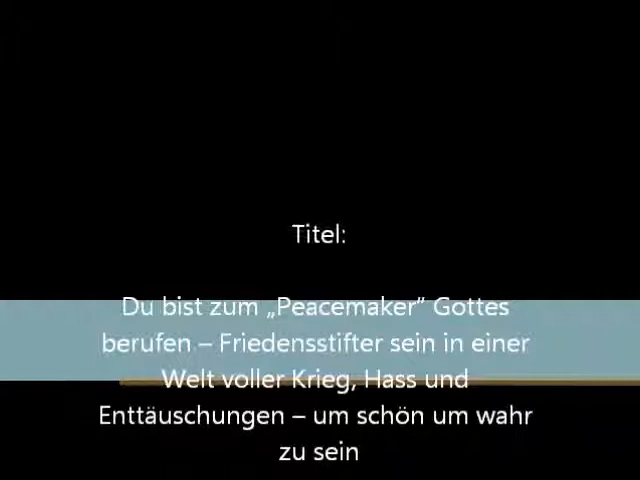 Titel:
Du bist zum „Peacemaker” Gottes
berufen – Friedensstifter sein in einer
Welt voller Krieg, Hass und
Enttäuschungen – um schön um wahr
zu sein